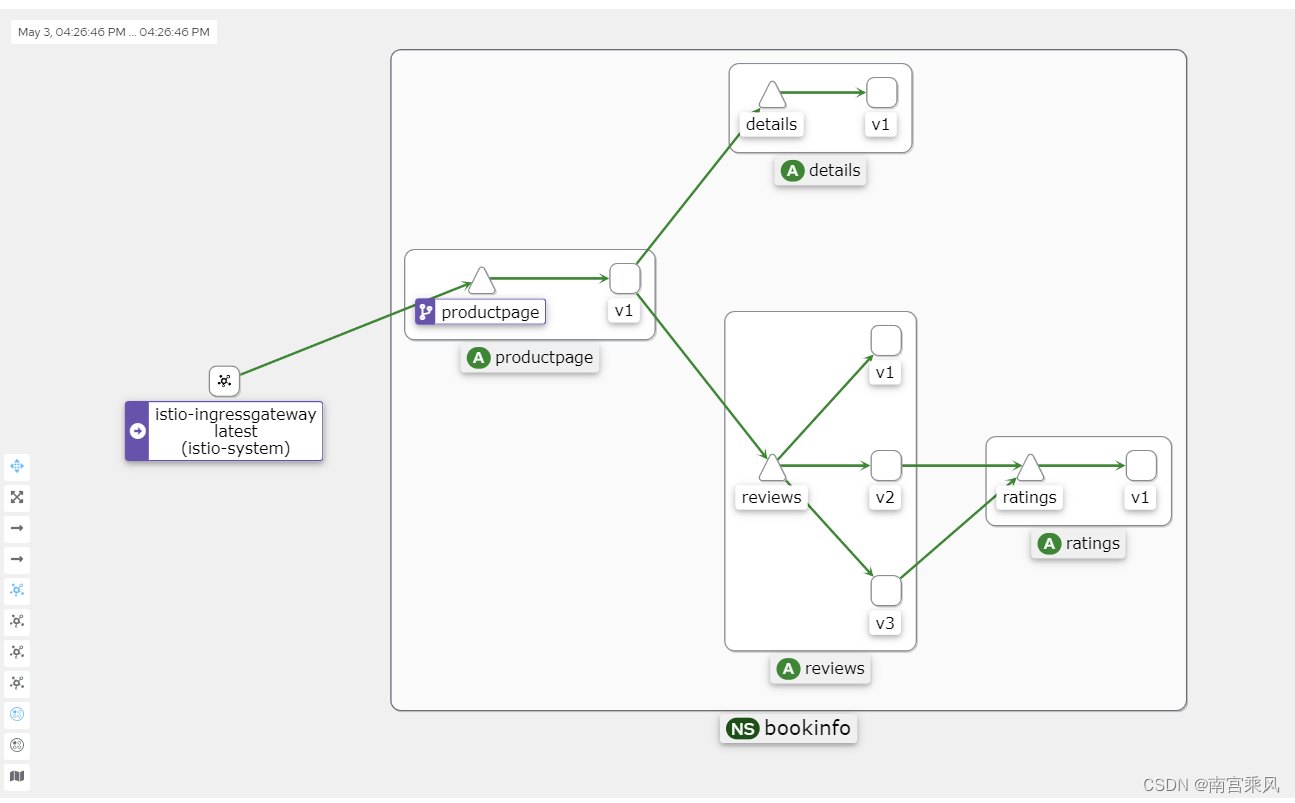 May 3, 04:26:46 PM ... 04:26:46 PM
details
v1
A details
productpage
v1
A productpage
istio-ingressgateway
latest
(istio-system)
v1
reviews
v2
v3
A reviews
ratings
v1
A ratings
NS bookinfo
CSDN @南宫乘风